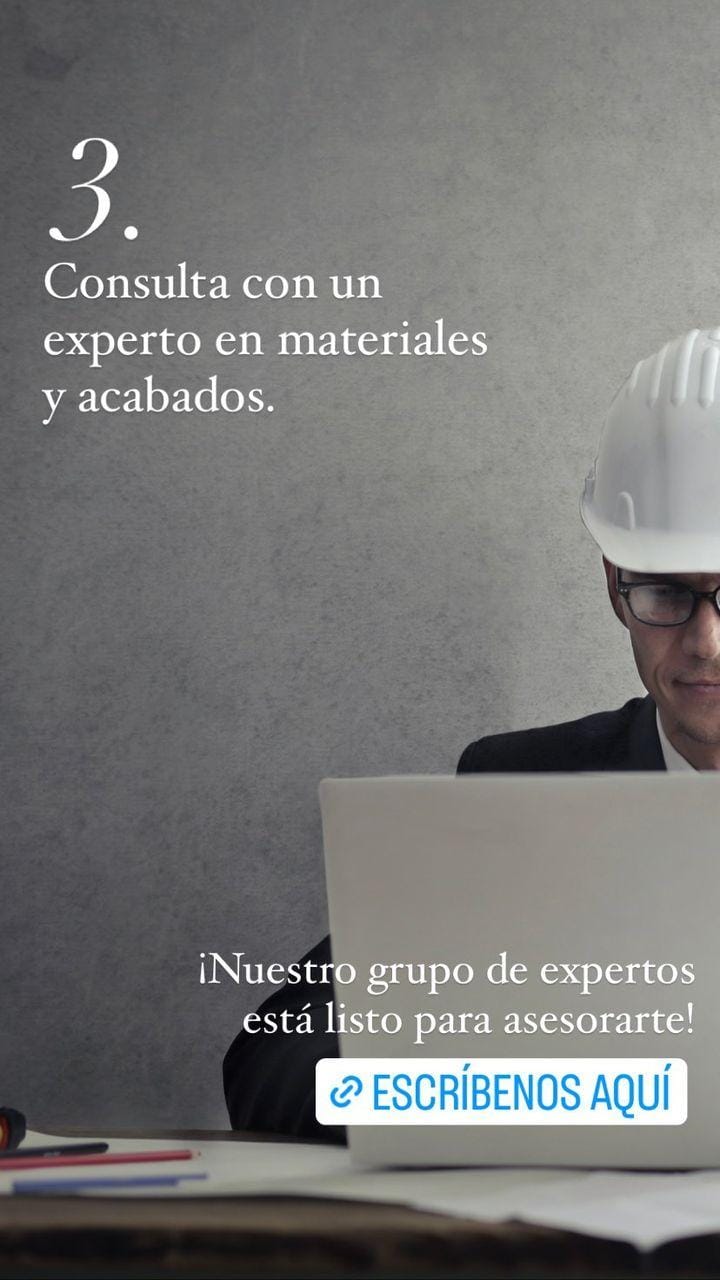 3.
Consulta con un
experto en materiales
y acabados.
¡Nuestro grupo de expertos
está listo para asesorarte!
ESCRÍBENOS AQUÍ